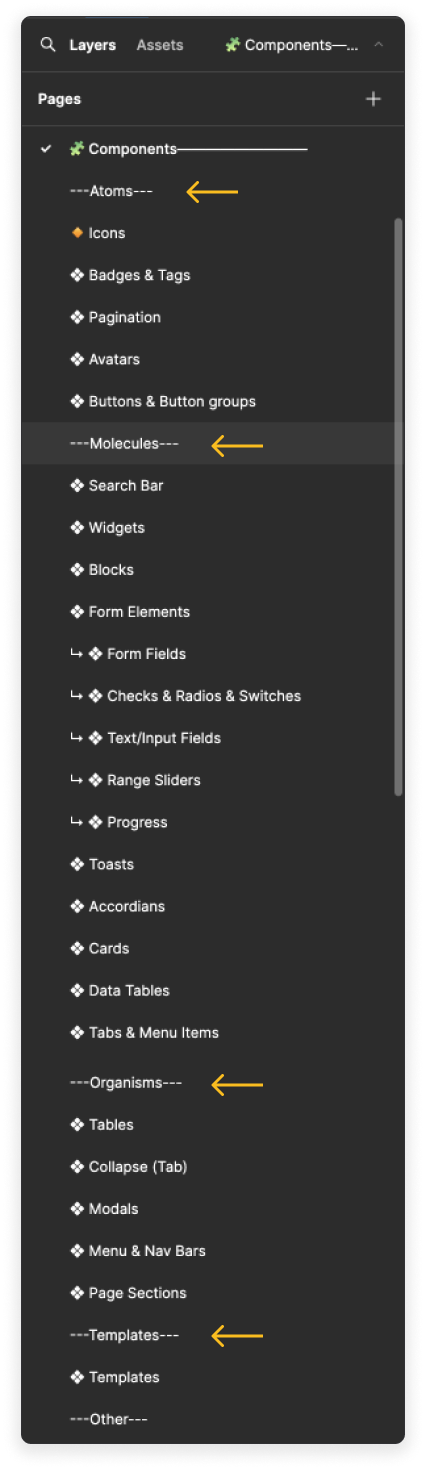 Layers Assets 🧩 Components—...
Pages
🧩 Components————————
---Atoms---
🔸 Icons
❖ Badges & Tags
❖ Pagination
❖ Avatars
❖ Buttons & Button groups
---Molecules---
❖ Search Bar
❖ Widgets
❖ Blocks
❖ Form Elements
↳ ❖ Form Fields
↳ ❖ Checks & Radios & Switches
↳ ❖ Text/Input Fields
↳ ❖ Range Sliders
↳ ❖ Progress
❖ Toasts
❖ Accordians
❖ Cards
❖ Data Tables
❖ Tabs & Menu Items
---Organisms---
❖ Tables
❖ Collapse (Tab)
❖ Modals
❖ Menu & Nav Bars
❖ Page Sections
---Templates---
❖ Templates
---Other---